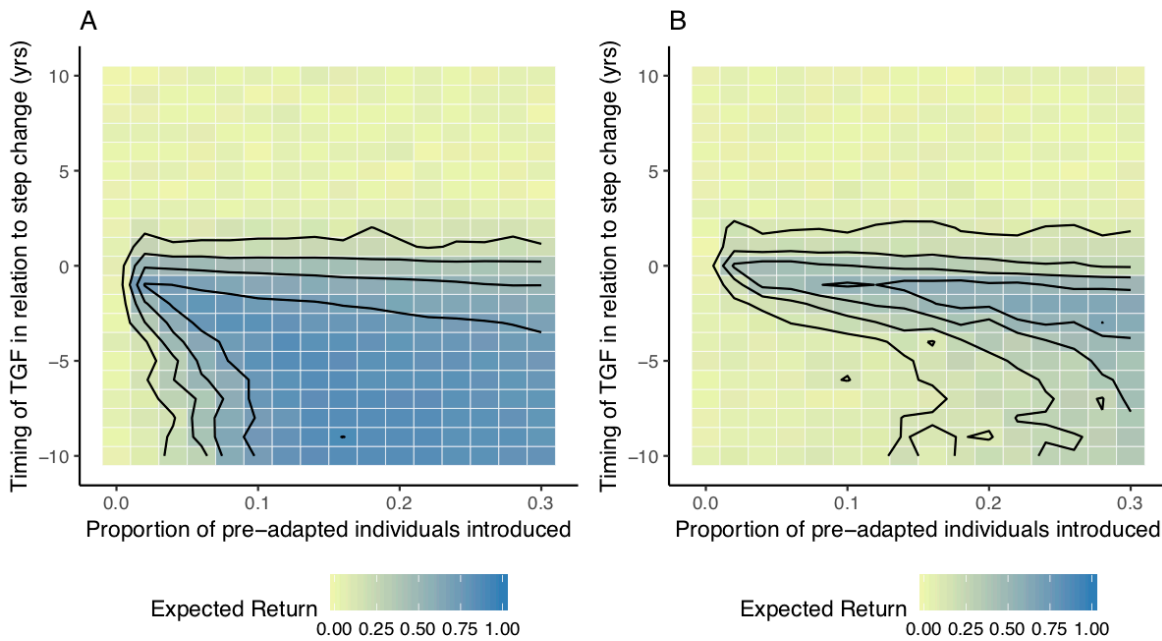 A
Timing of TGF in relation to step change (yrs)
10
5
0
−5
−10
0.0 0.1 0.2 0.3
Proportion of pre−adapted individuals introduced
Expected Return
0.00 0.25 0.50 0.75 1.00
B
Timing of TGF in relation to step change (yrs)
10
5
0
−5
−10
0.0 0.1 0.2 0.3
Proportion of pre−adapted individuals introduced
Expected Return
0.00 0.25 0.50 0.75 1.00